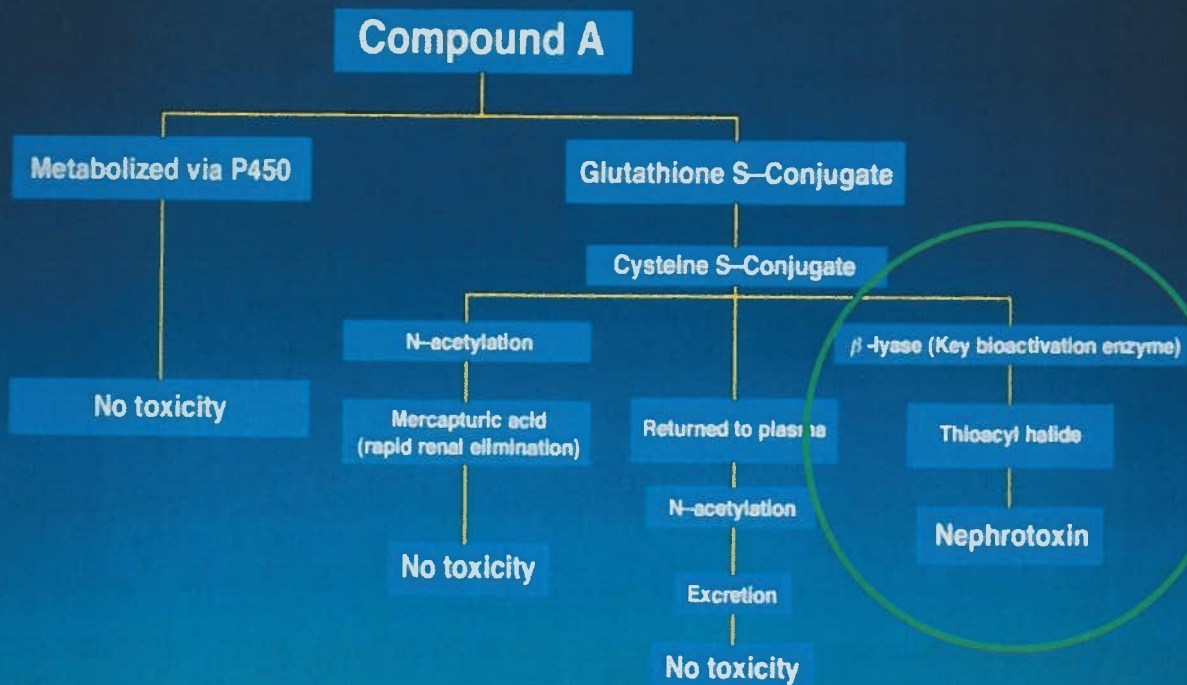 Compound A
Metabolized via P450
Glutathione S–Conjugate
Cysteine S–Conjugate
N–acetylation
β -lyase (Key bioactivation enzyme)
No toxicity
Mercapturic acid
(rapid renal elimination)
Returned to plasma
Thioacyl halide
N–acetylation
Nephrotoxin
No toxicity
Excretion
No toxicity